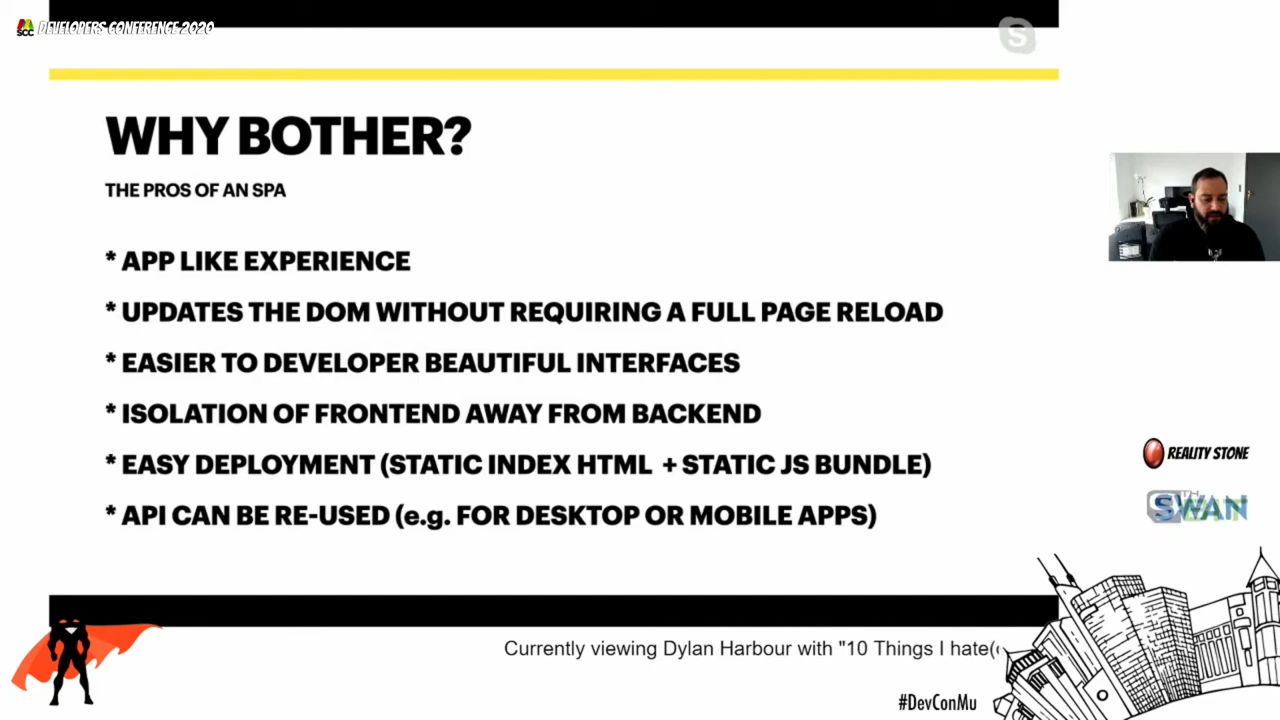 SCC DEVELOPERS CONFERENCE 2020
WHY BOTHER?
THE PROS OF AN SPA
* APP LIKE EXPERIENCE
* UPDATES THE DOM WITHOUT REQUIRING A FULL PAGE RELOAD
* EASIER TO DEVELOPER BEAUTIFUL INTERFACES
* ISOLATION OF FRONTEND AWAY FROM BACKEND
* EASY DEPLOYMENT (STATIC INDEX HTML + STATIC JS BUNDLE)
* API CAN BE RE-USED (e.g. FOR DESKTOP OR MOBILE APPS)
REALITY STONE
SWAN
Currently viewing Dylan Harbour with "10 Things I hate(
#DevConMu